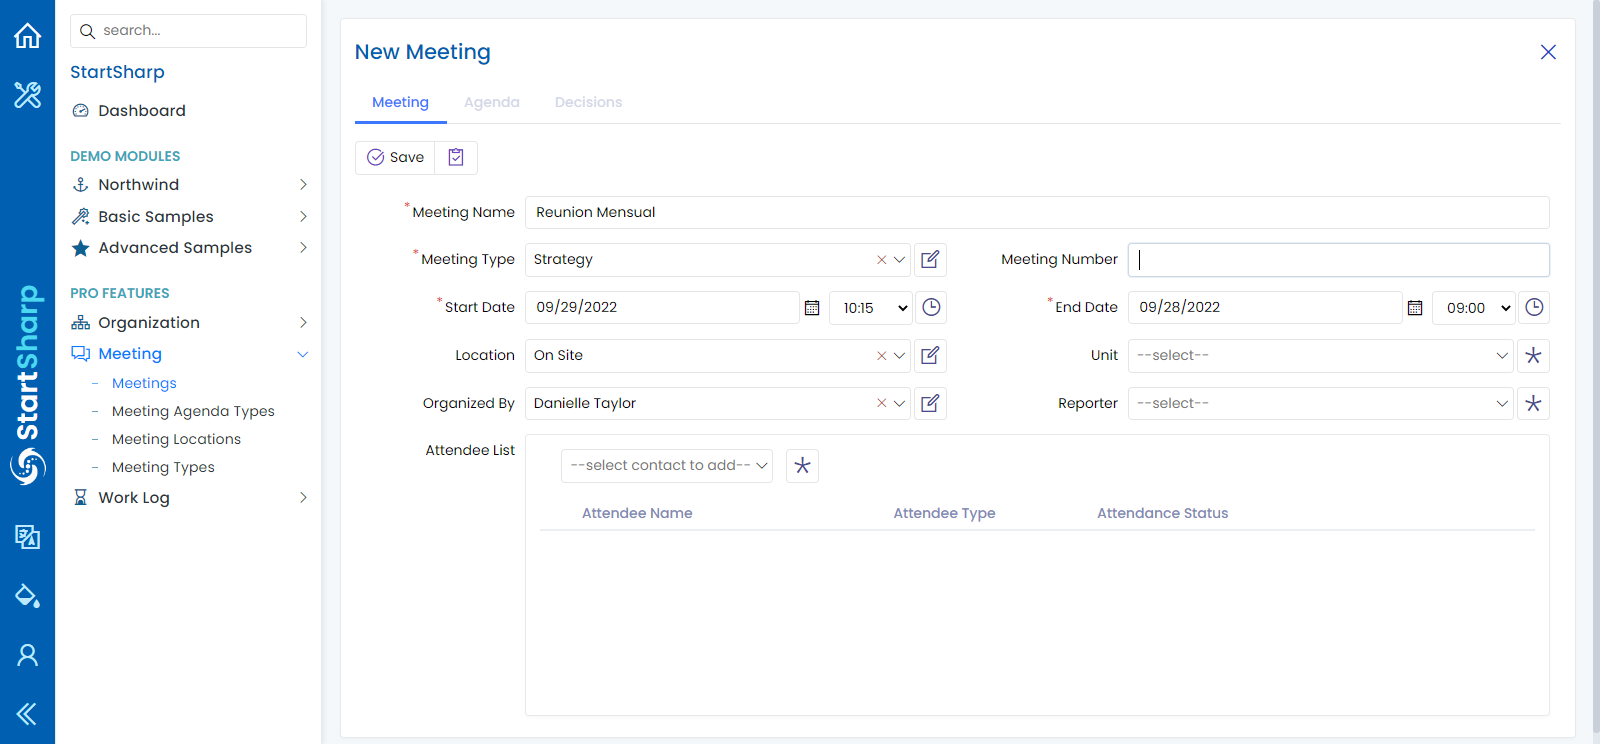 search...
StartSharp
Dashboard
DEMO MODULES
Northwind
Basic Samples
Advanced Samples
PRO FEATURES
Organization
Meeting
Meetings
Meeting Agenda Types
Meeting Locations
Meeting Types
Work Log
StartSharp
New Meeting
Meeting Agenda Decisions
Save
*Meeting Name Reunion Mensual
*Meeting Type Strategy Meeting Number
*Start Date 09/29/2022 10:15 *End Date 09/28/2022 09:00
Location On Site Unit --select--
Organized By Danielle Taylor Reporter --select--
Attendee List
--select contact to add--
Attendee Name Attendee Type Attendance Status